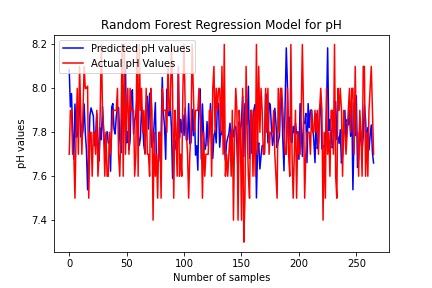 Random Forest Regression Model for pH
Predicted pH values
Actual pH Values
pH values
8.2
8.0
7.8
7.6
7.4
0
50
100
150
200
250
Number of samples